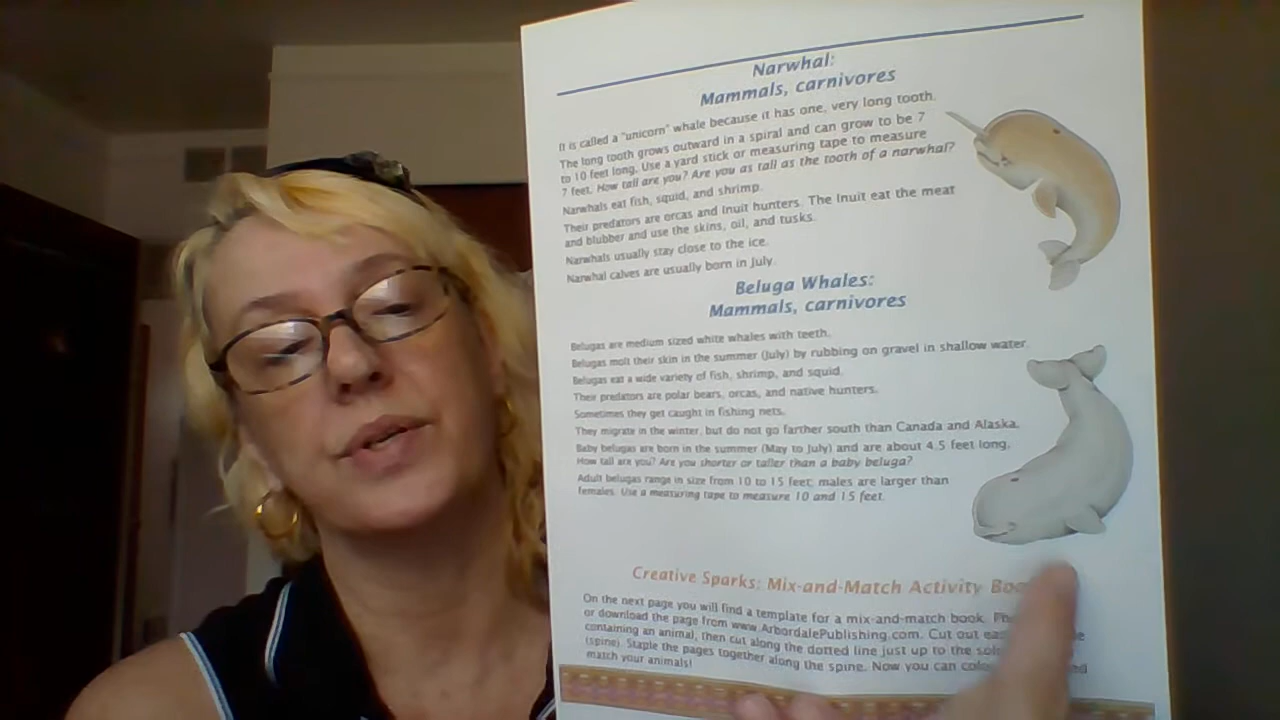 Narwhal:
Mammals, carnivores
It is called a "unicorn" whale because it has one, very long tooth.
The long tooth grows outward in a spiral and can grow to be 7
to 10 feet long. Use a yard stick or measuring tape to measure
7 feet. How tall are you? Are you as tall as the tooth of a narwhal?
Narwhals eat fish, squid, and shrimp.
Their predators are orcas and Inuit hunters. The Inuit eat the meat
and blubber and use the skins, oil, and tusks.
Narwhals usually stay close to the ice.
Narwhal calves are usually born in July.
Beluga Whales:
Mammals, carnivores
Belugas are medium sized white whales with teeth.
Belugas molt their skin in the summer (July) by rubbing on gravel in shallow water.
Belugas eat a wide variety of fish, shrimp, and squid.
Their predators are polar bears, orcas, and native hunters.
Sometimes they get caught in fishing nets.
They migrate in the winter, but do not go farther south than Canada and Alaska.
Baby belugas are born in the summer (May to July) and are about 4.5 feet long.
How tall are you? Are you shorter or taller than a baby beluga?
Adult belugas range in size from 10 to 15 feet; males are larger than
females. Use a measuring tape to measure 10 and 15 feet.
Creative Sparks: Mix-and-Match Activity
On the next page you will find a template for a mix-and-match book.
or download the page from www.ArbordalePublishing.com. Cut out
containing an animal, then cut along the dotted line just up to the
(spine). Staple the pages together along the spine. Now you can
match your animals!